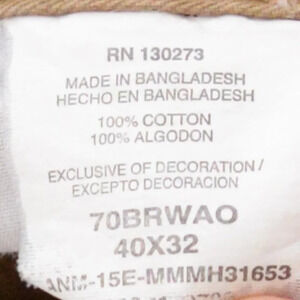 RN 130273
MADE IN BANGLADESH
HECHO EN BANGLADESH
100% COTTON
100% ALGODON
EXCLUSIVE OF DECORATION/
EXCEPTO DECORACION
70BRWAO
40X32
ANM-15E-MMMH31653